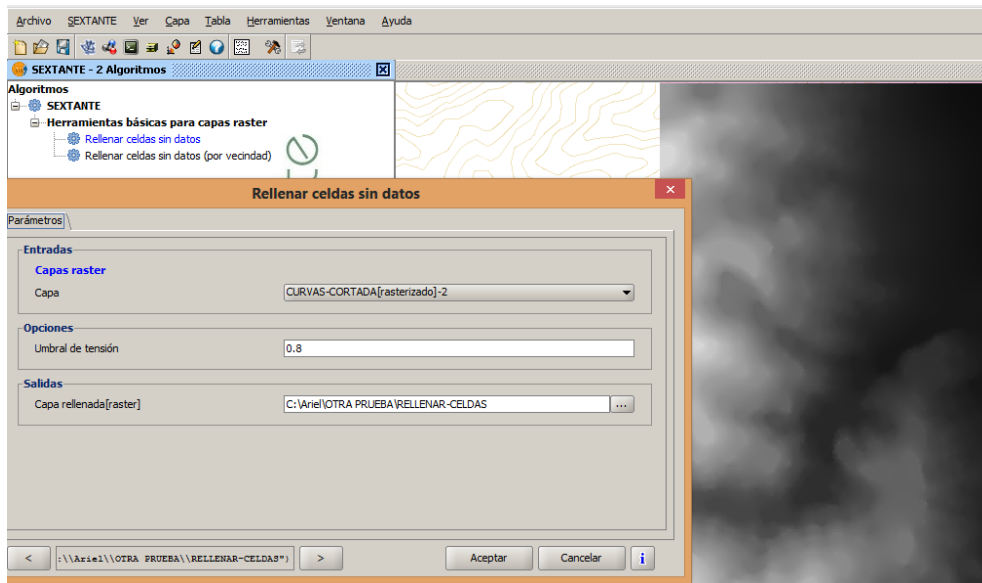 Archivo SEXTANTE Ver Capa Tabla Herramientas Ventana Ayuda
SEXTANTE - 2 Algoritmos
Algoritmos
SEXTANTE
Herramientas básicas para capas raster
Rellenar celdas sin datos
Rellenar celdas sin datos (por vecindad)
Rellenar celdas sin datos
Parámetros
Entradas
Capas raster
Capa CURVAS-CORTADA[rasterizado]-2
Opciones
Umbral de tensión 0.8
Salidas
Capa rellenada[raster] C:\Ariel\OTRA PRUEBA\RELLENAR-CELDAS ...
< :\\Ariel\\OTRA PRUEBA\\RELLENAR-CELDAS") > Aceptar Cancelar i